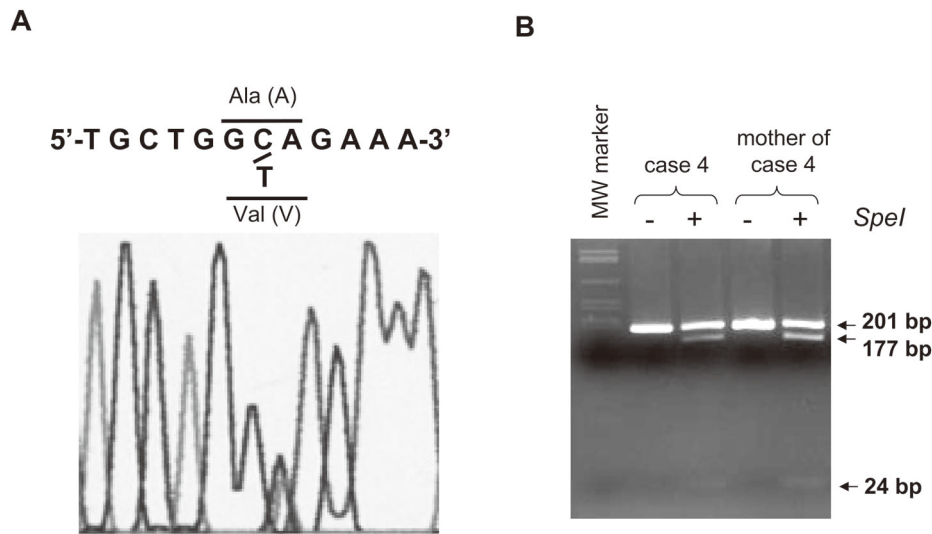 A
Ala (A)
5’-T G C T G G C A G A A A-3’
T
Val (V)
B
MW marker
case 4
mother of
case 4
- + - + SpeI
201 bp
177 bp
24 bp